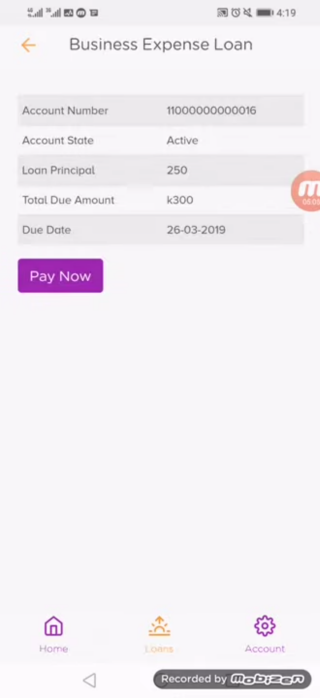 4:19
Business Expense Loan
Account Number 11000000000016
Account State Active
Loan Principal 250
Total Due Amount k300
Due Date 26-03-2019
Pay Now
Home Loans Account
Recorded by mobizen